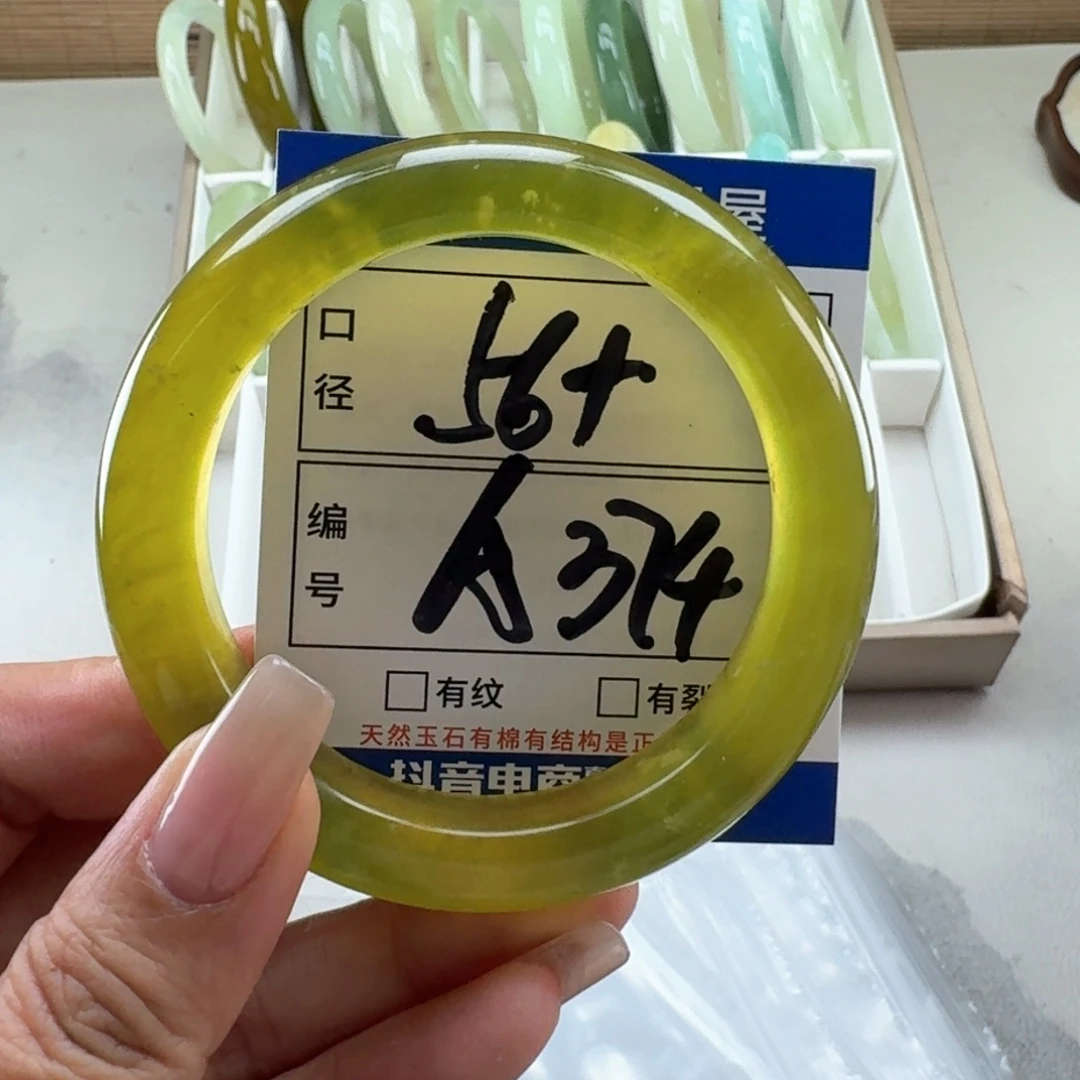 屋
口径 56+
编号 A374
有纹 有裂
天然玉石有棉有结构是正
抖音电商